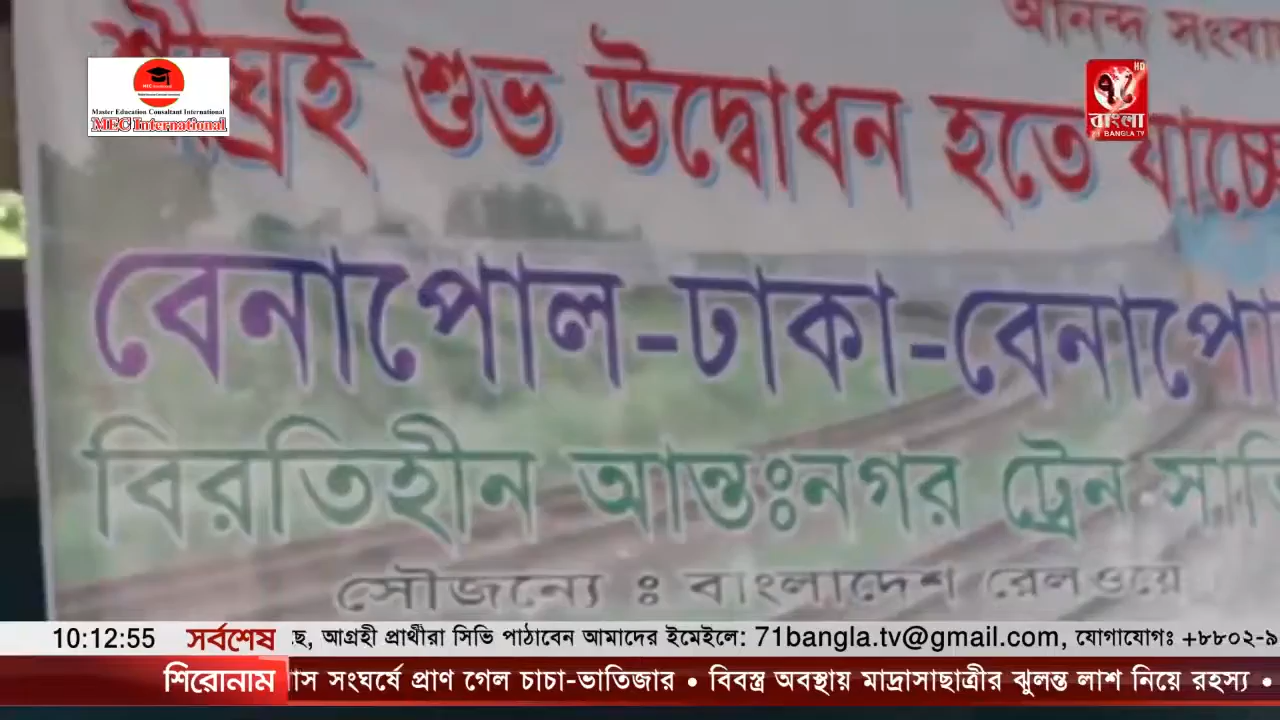 আনন্দ সংবা
শীঘ্রই শুভ উদ্বোধন হতে যাচ্ছে
Master Education Consultant International
MEC International
৭১ HD
বাংলা
71 BANGLA TV
বেনাপোল-ঢাকা-বেনাপো
বিরতিহীন আন্তঃনগর ট্রেন সার্ভি
সৌজন্যে ঃ বাংলাদেশ রেলওয়ে
10:12:55 সর্বশেষ ছে, আগ্রহী প্রার্থীরা সিভি পাঠাবেন আমাদের ইমেইলে: 71bangla.tv@gmail.com, যোগাযোগঃ +৮৮০২-৯
শিরোনাম াস সংঘর্ষে প্রাণ গেল চাচা-ভাতিজার • বিবস্ত্র অবস্থায় মাদ্রাসাছাত্রীর ঝুলন্ত লাশ নিয়ে রহস্য •